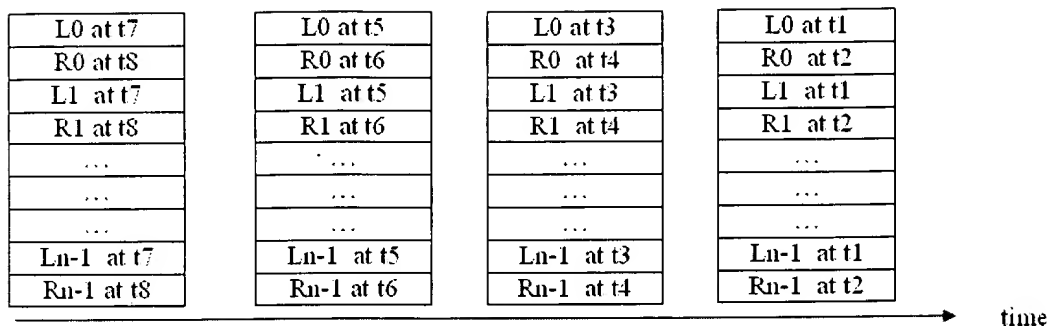 L0 at t7 L0 at t5 L0 at t3 L0 at t1
R0 at t8 R0 at t6 R0 at t4 R0 at t2
L1 at t7 L1 at t5 L1 at t3 L1 at t1
R1 at t8 R1 at t6 R1 at t4 R1 at t2
... ... ... ...
... ... ... ...
... ... ... ...
Ln-1 at t7 Ln-1 at t5 Ln-1 at t3 Ln-1 at t1
Rn-1 at t8 Rn-1 at t6 Rn-1 at t4 Rn-1 at t2
time